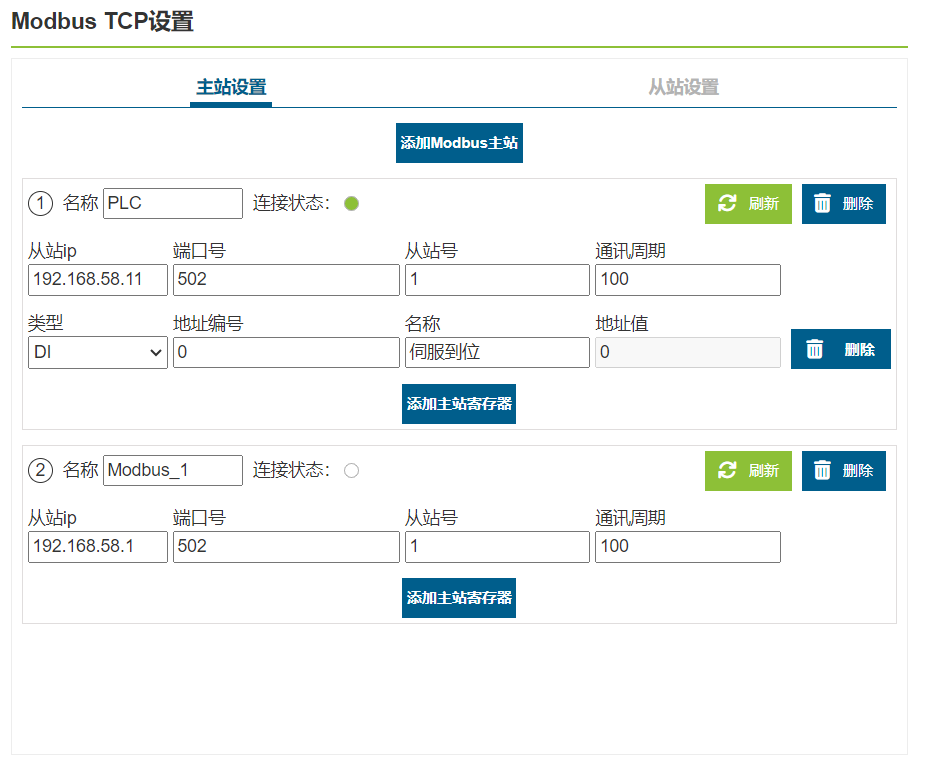 Modbus TCP设置
主站设置 从站设置
添加Modbus主站
1 名称 PLC 连接状态： 刷新 删除
从站ip 端口号 从站号 通讯周期
192.168.58.11 502 1 100
类型 地址编号 名称 地址值
DI 0 伺服到位 0 删除
添加主站寄存器
2 名称 Modbus_1 连接状态： 刷新 删除
从站ip 端口号 从站号 通讯周期
192.168.58.1 502 1 100
添加主站寄存器